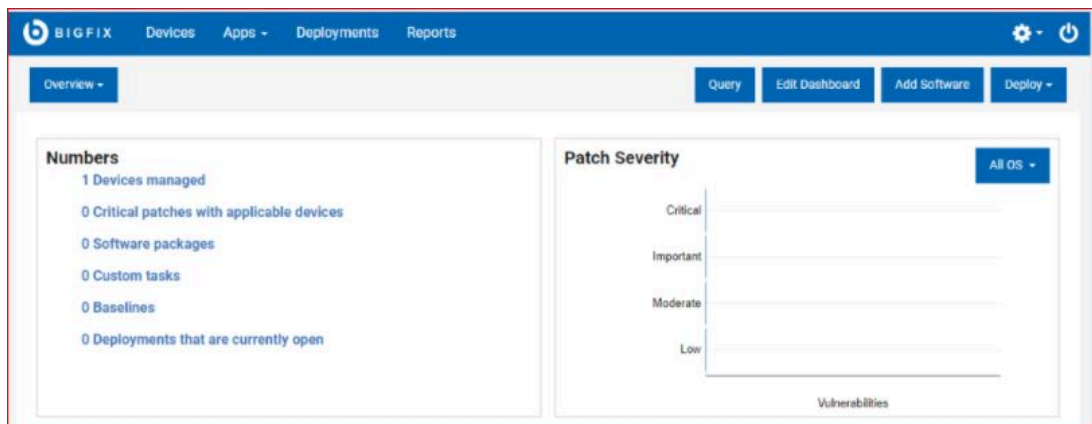 BIGFIX Devices Apps Deployments Reports
Overview Query Edit Dashboard Add Software Deploy
Numbers
1 Devices managed
0 Critical patches with applicable devices
0 Software packages
0 Custom tasks
0 Baselines
0 Deployments that are currently open
Patch Severity
All OS
Critical
Important
Moderate
Low
Vulnerabilities